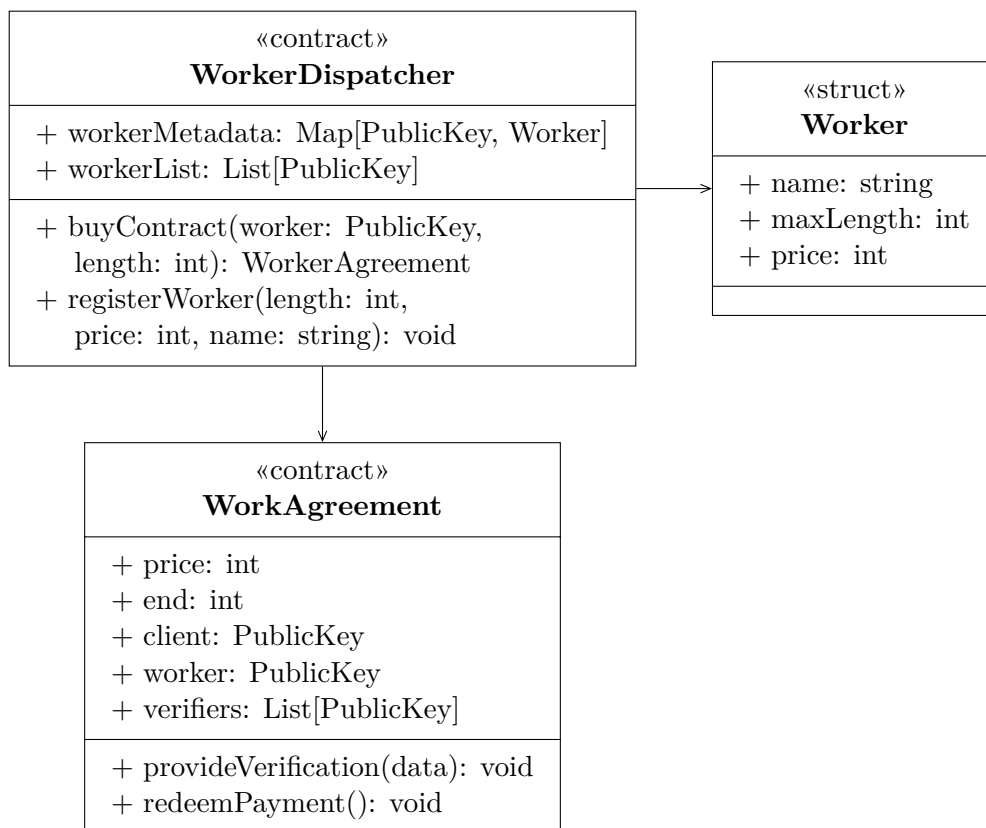 «contract»
WorkerDispatcher
+ workerMetadata: Map[PublicKey, Worker]
+ workerList: List[PublicKey]
+ buyContract(worker: PublicKey,
length: int): WorkerAgreement
+ registerWorker(length: int,
price: int, name: string): void
«struct»
Worker
+ name: string
+ maxLength: int
+ price: int
«contract»
WorkAgreement
+ price: int
+ end: int
+ client: PublicKey
+ worker: PublicKey
+ verifiers: List[PublicKey]
+ provideVerification(data): void
+ redeemPayment(): void